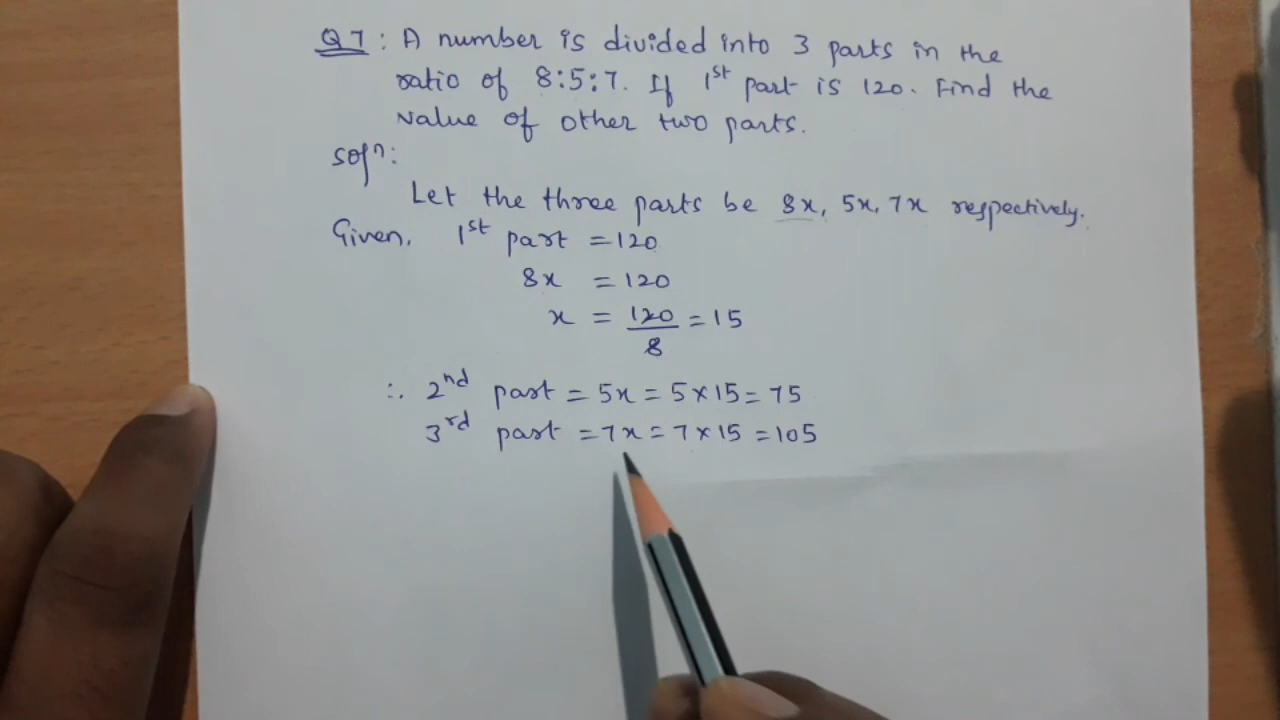 Q7: A number is divided into 3 parts in the
ratio of 8:5:7. If 1st part is 120. Find the
value of other two parts.
Soln:
Let the three parts be 8x, 5x, 7x respectively.
Given, 1st part = 120
8x = 120
x = 120/8 = 15
∴ 2nd part = 5x = 5×15 = 75
3rd part = 7x = 7×15 = 105